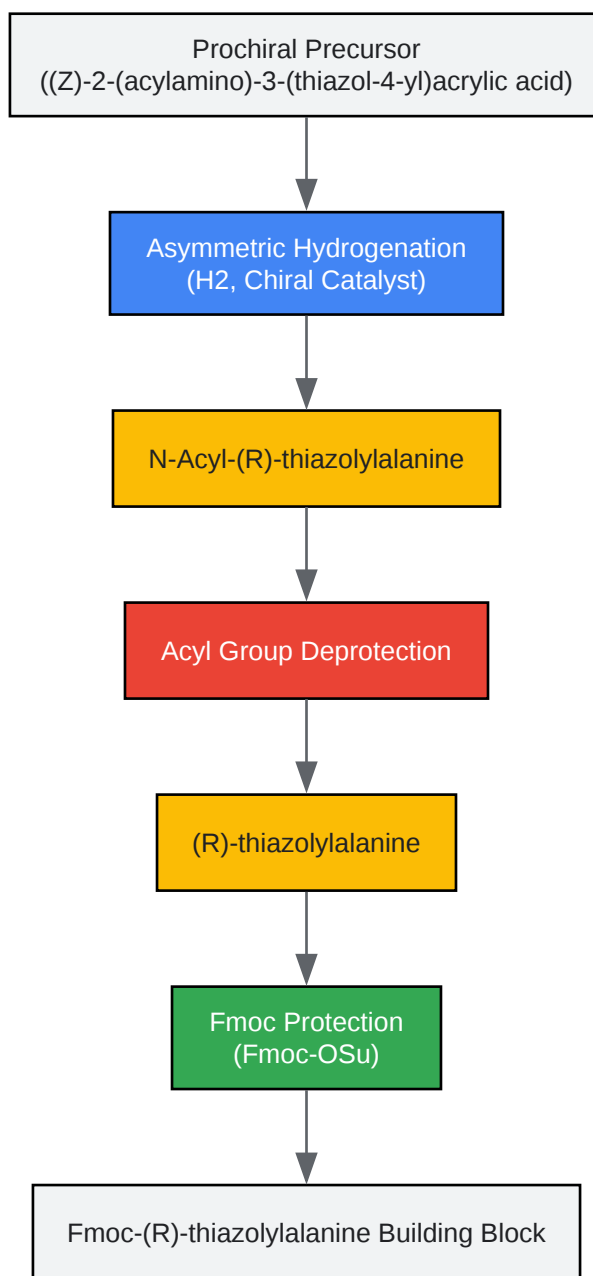 Prochiral Precursor
((Z)-2-(acylamino)-3-(thiazol-4-yl)acrylic acid)
Asymmetric Hydrogenation
(H2, Chiral Catalyst)
N-Acyl-(R)-thiazolylalanine
Acyl Group Deprotection
(R)-thiazolylalanine
Fmoc Protection
(Fmoc-OSu)
Fmoc-(R)-thiazolylalanine Building Block